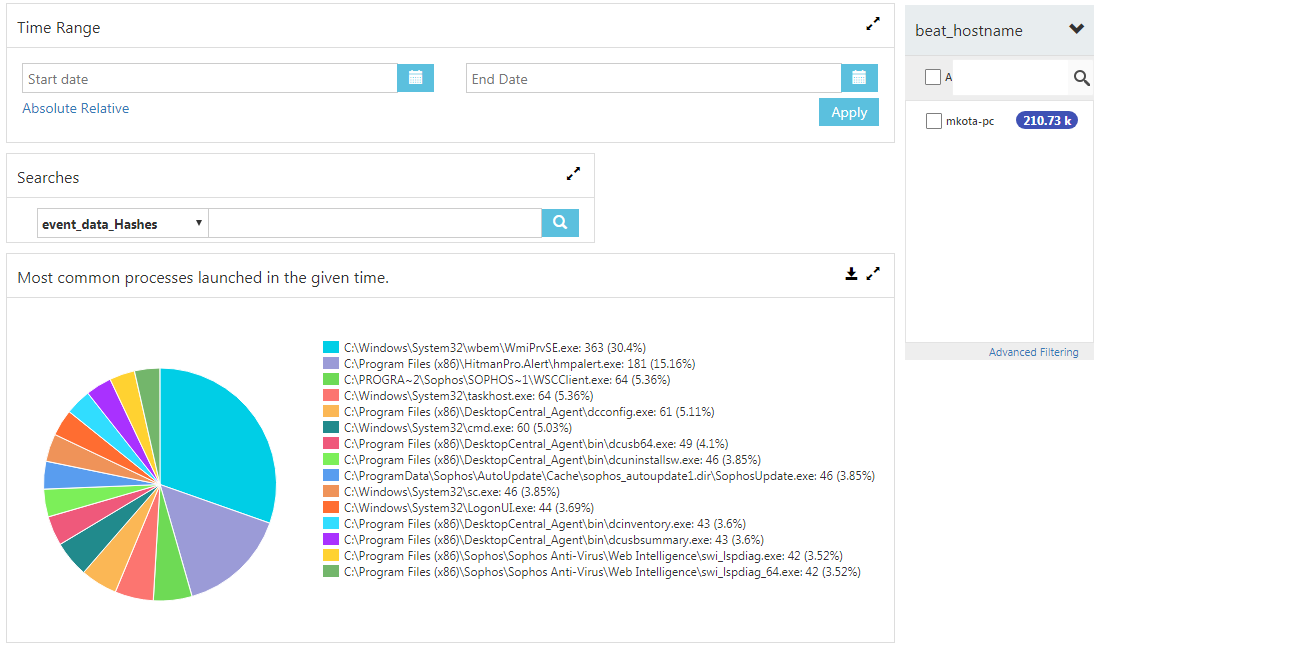 Time Range
Start date
End Date
Absolute Relative
Apply
beat_hostname
A
mkota-pc 210.73 k
Advanced Filtering
Searches
event_data_Hashes
Most common processes launched in the given time.
C:\Windows\System32\wbem\WmiPrvSE.exe: 363 (30.4%)
C:\Program Files (x86)\HitmanPro.Alert\hmpalert.exe: 181 (15.16%)
C:\PROGRA~2\Sophos\SOPHOS~1\WSCClient.exe: 64 (5.36%)
C:\Windows\System32\taskhost.exe: 64 (5.36%)
C:\Program Files (x86)\DesktopCentral_Agent\dcconfig.exe: 61 (5.11%)
C:\Windows\System32\cmd.exe: 60 (5.03%)
C:\Program Files (x86)\DesktopCentral_Agent\bin\dcusb64.exe: 49 (4.1%)
C:\Program Files (x86)\DesktopCentral_Agent\bin\dcuninstallsw.exe: 46 (3.85%)
C:\ProgramData\Sophos\AutoUpdate\Cache\sophos_autoupdate1.dir\SophosUpdate.exe: 46 (3.85%)
C:\Windows\System32\sc.exe: 46 (3.85%)
C:\Windows\System32\LogonUI.exe: 44 (3.69%)
C:\Program Files (x86)\DesktopCentral_Agent\bin\dcinventory.exe: 43 (3.6%)
C:\Program Files (x86)\DesktopCentral_Agent\bin\dcusbsummary.exe: 43 (3.6%)
C:\Program Files (x86)\Sophos\Sophos Anti-Virus\Web Intelligence\swi_lspdiag.exe: 42 (3.52%)
C:\Program Files (x86)\Sophos\Sophos Anti-Virus\Web Intelligence\swi_lspdiag_64.exe: 42 (3.52%)